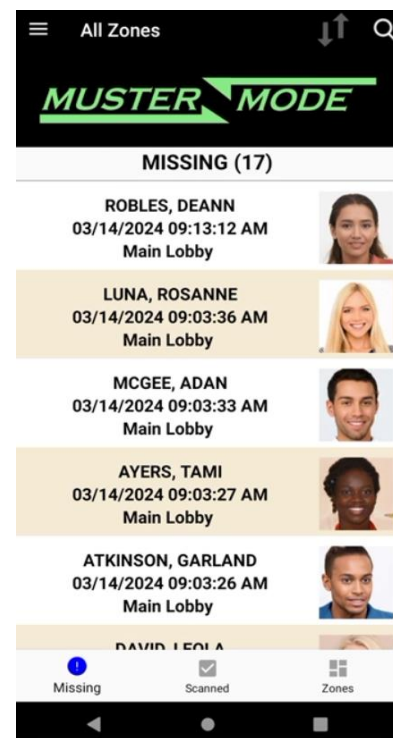 All Zones
MUSTER MODE
MISSING (17)
ROBLES, DEANN
03/14/2024 09:13:12 AM
Main Lobby
LUNA, ROSANNE
03/14/2024 09:03:36 AM
Main Lobby
MCGEE, ADAN
03/14/2024 09:03:33 AM
Main Lobby
AYERS, TAMI
03/14/2024 09:03:27 AM
Main Lobby
ATKINSON, GARLAND
03/14/2024 09:03:26 AM
Main Lobby
DAVID, LEOLA
Missing Scanned Zones